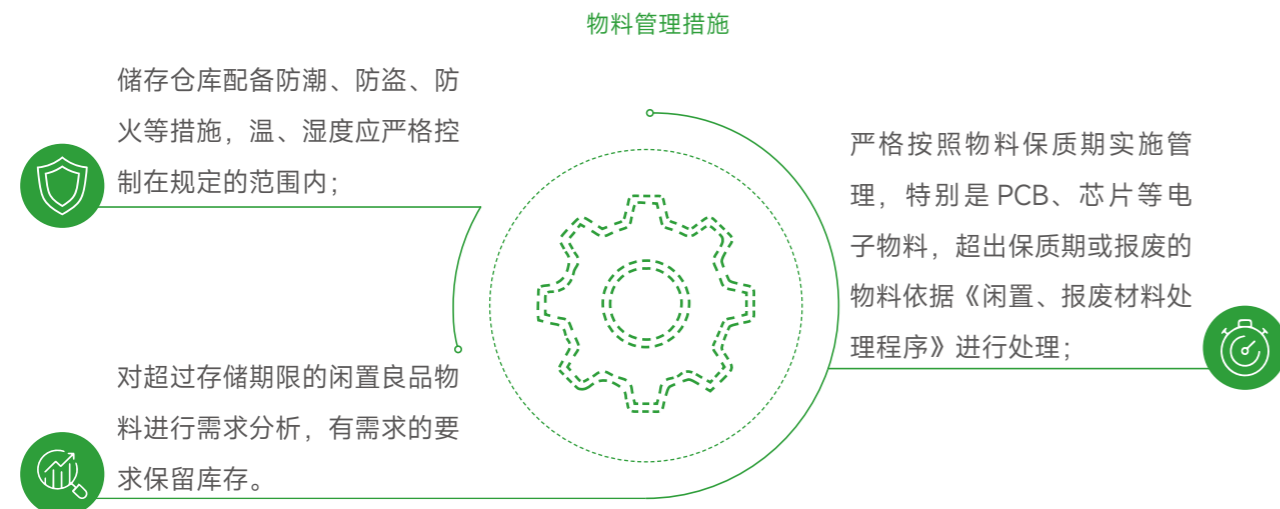 物料管理措施
储存仓库配备防潮、防盗、防
火等措施，温、湿度应严格控
制在规定的范围内；
严格按照物料保质期实施管
理，特别是 PCB、芯片等电
子物料，超出保质期或报废的
物料依据《闲置、报废材料处
理程序》进行处理；
对超过存储期限的闲置良品物
料进行需求分析，有需求的要
求保留库存。